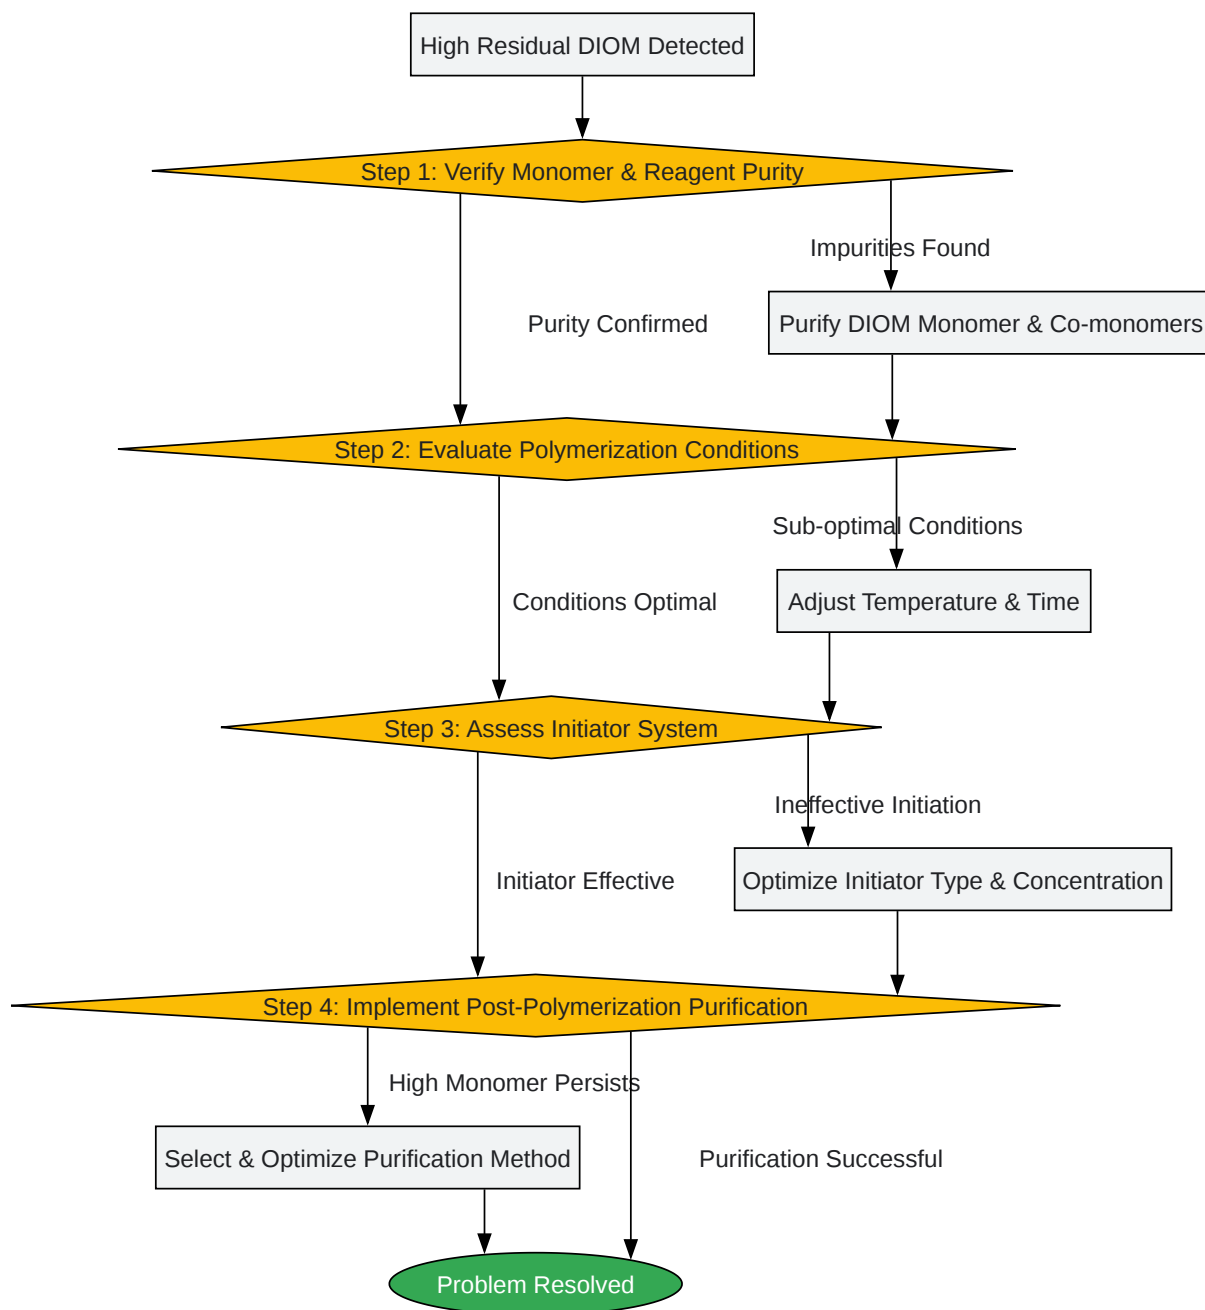 High Residual DIOM Detected
Step 1: Verify Monomer & Reagent Purity
Impurities Found
Purity Confirmed
Purify DIOM Monomer & Co-monomers
Step 2: Evaluate Polymerization Conditions
Sub-optimal Conditions
Conditions Optimal
Adjust Temperature & Time
Step 3: Assess Initiator System
Ineffective Initiation
Initiator Effective
Optimize Initiator Type & Concentration
Step 4: Implement Post-Polymerization Purification
High Monomer Persists
Select & Optimize Purification Method
Purification Successful
Problem Resolved